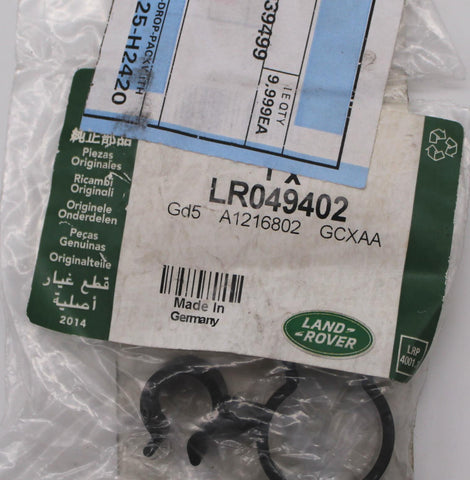 DROP-PACK WITH
25-H2420
39499
I E QTY
9.999EA
純正部品
Piezas
Originales
Ricambi
Originali
Originele
Onderdelen
Peças
Genuinas
Originalteile
قطع غيار
أصلية
2014
1 X
LR049402
Gd5 A1216802 GCXAA
Made In
Germany
LAND-
-ROVER
LRP